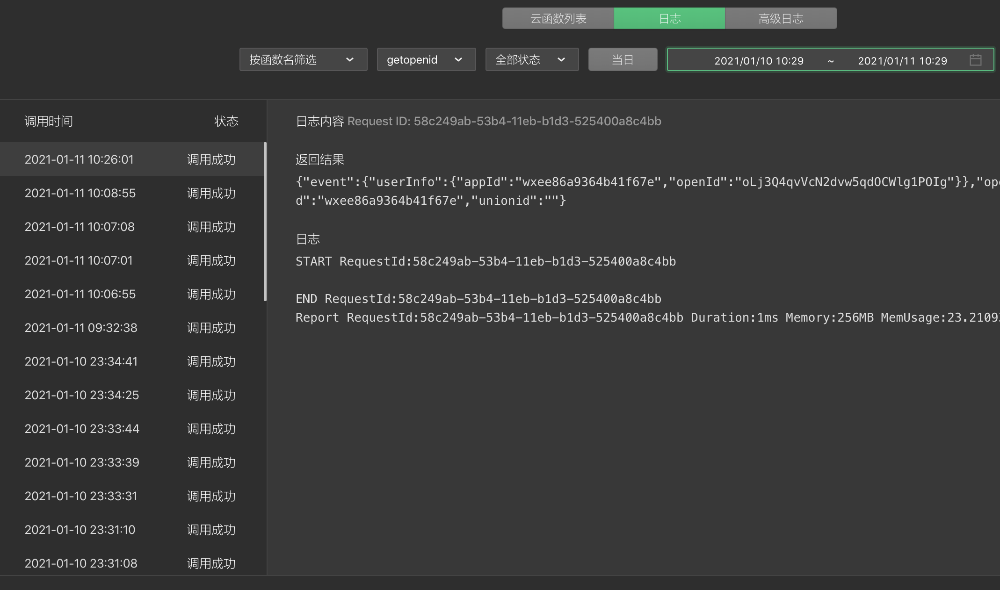 云函数列表 日志 高级日志
按函数名筛选 getopenid 全部状态 当日 2021/01/10 10:29 ~ 2021/01/11 10:29
调用时间 状态
2021-01-11 10:26:01 调用成功
2021-01-11 10:08:55 调用成功
2021-01-11 10:07:08 调用成功
2021-01-11 10:07:01 调用成功
2021-01-11 10:06:55 调用成功
2021-01-11 09:32:38 调用成功
2021-01-10 23:34:41 调用成功
2021-01-10 23:34:25 调用成功
2021-01-10 23:33:44 调用成功
2021-01-10 23:33:39 调用成功
2021-01-10 23:33:31 调用成功
2021-01-10 23:31:10 调用成功
2021-01-10 23:31:08 调用成功
日志内容 Request ID: 58c249ab-53b4-11eb-b1d3-525400a8c4bb
返回结果
{"event":{"userInfo":{"appId":"wxee86a9364b41f67e","openId":"oLj3Q4qvVcN2dvw5qdOCWlg1POIg"}},"op
d":"wxee86a9364b41f67e","unionid":""}
日志
START RequestId:58c249ab-53b4-11eb-b1d3-525400a8c4bb
END RequestId:58c249ab-53b4-11eb-b1d3-525400a8c4bb
Report RequestId:58c249ab-53b4-11eb-b1d3-525400a8c4bb Duration:1ms Memory:256MB MemUsage:23.2109